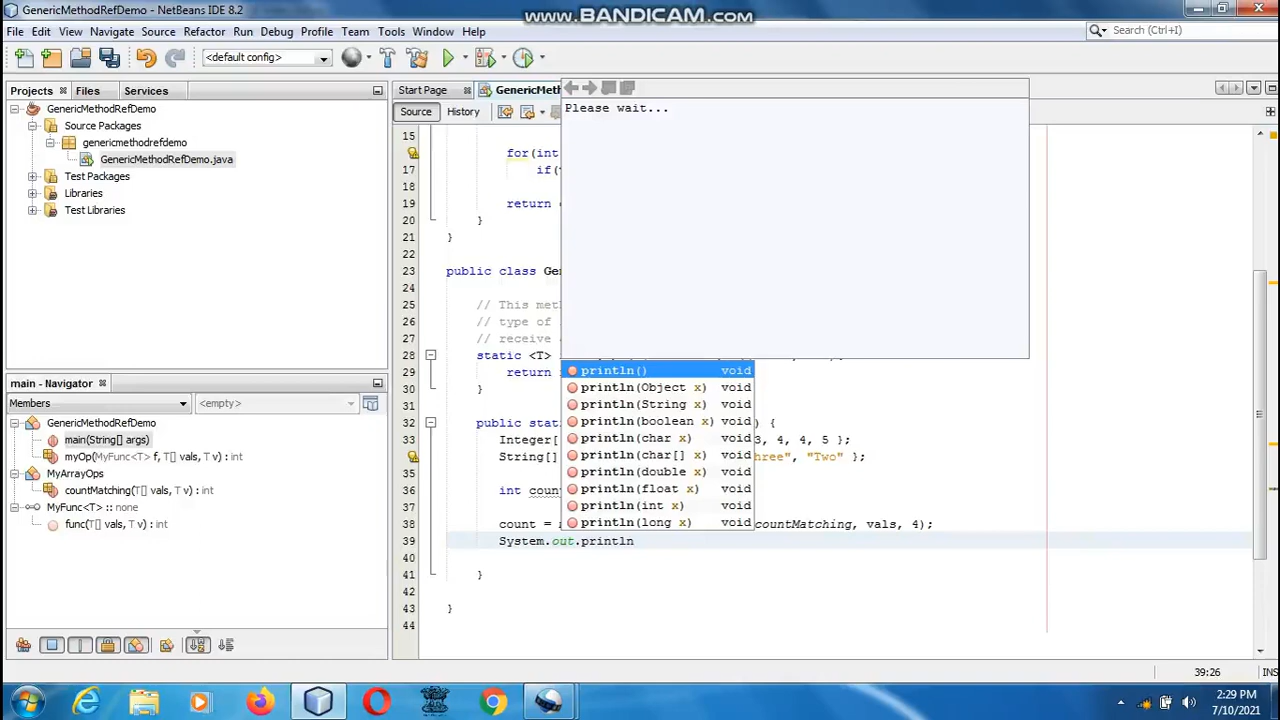 GenericMethodRefDemo - NetBeans IDE 8.2
www.BANDICAM.com
File Edit View Navigate Source Refactor Run Debug Profile Team Tools Window Help
Search (Ctrl+I)
<default config>
Projects Files Services
Start Page GenericMeth
Source History
Please wait...
GenericMethodRefDemo
Source Packages
genericmethodrefdemo
GenericMethodRefDemo.java
Test Packages
Libraries
Test Libraries
main - Navigator
Members <empty>
GenericMethodRefDemo
main(String[] args)
myOp(MyFunc<T> f, T[] vals, T v) : int
MyArrayOps
countMatching(T[] vals, T v) : int
MyFunc<T> :: none
func(T[] vals, T v) : int
15
for(int
17 if(
18
19 return
20 }
21 }
22
23 public class Ge
24
25 // This met
26 // type of
27 // receive
28 static <T>
29 return
30 }
31
32 public stat ) {
33 Integer[ 3, 4, 4, 5 };
String[] hree", "Two" };
35
36 int coun
37
38 count = countMatching, vals, 4);
39 System.out.println
40
41 }
42
43 }
44
println() void
println(Object x) void
println(String x) void
println(boolean x) void
println(char x) void
println(char[] x) void
println(double x) void
println(float x) void
println(int x) void
println(long x) void
39:26 INS
2:29 PM
7/10/2021